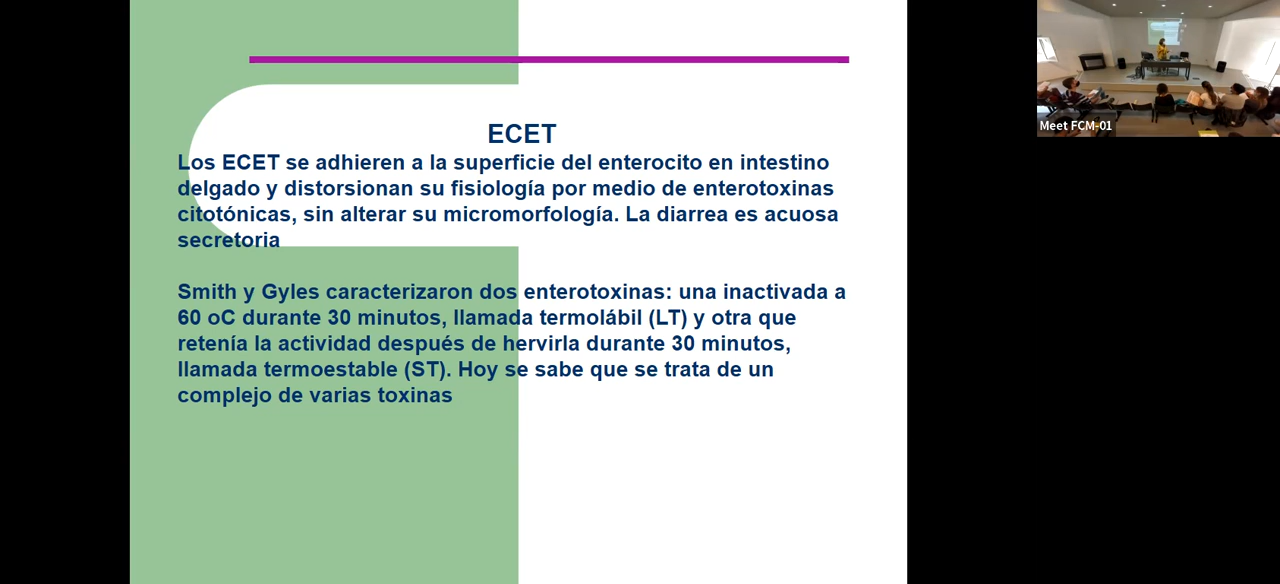 ECET
Los ECET se adhieren a la superficie del enterocito en intestino
delgado y distorsionan su fisiología por medio de enterotoxinas
citotónicas, sin alterar su micromorfología. La diarrea es acuosa
secretoria
Smith y Gyles caracterizaron dos enterotoxinas: una inactivada a
60 oC durante 30 minutos, llamada termolábil (LT) y otra que
retenía la actividad después de hervirla durante 30 minutos,
llamada termoestable (ST). Hoy se sabe que se trata de un
complejo de varias toxinas
Meet FCM-01